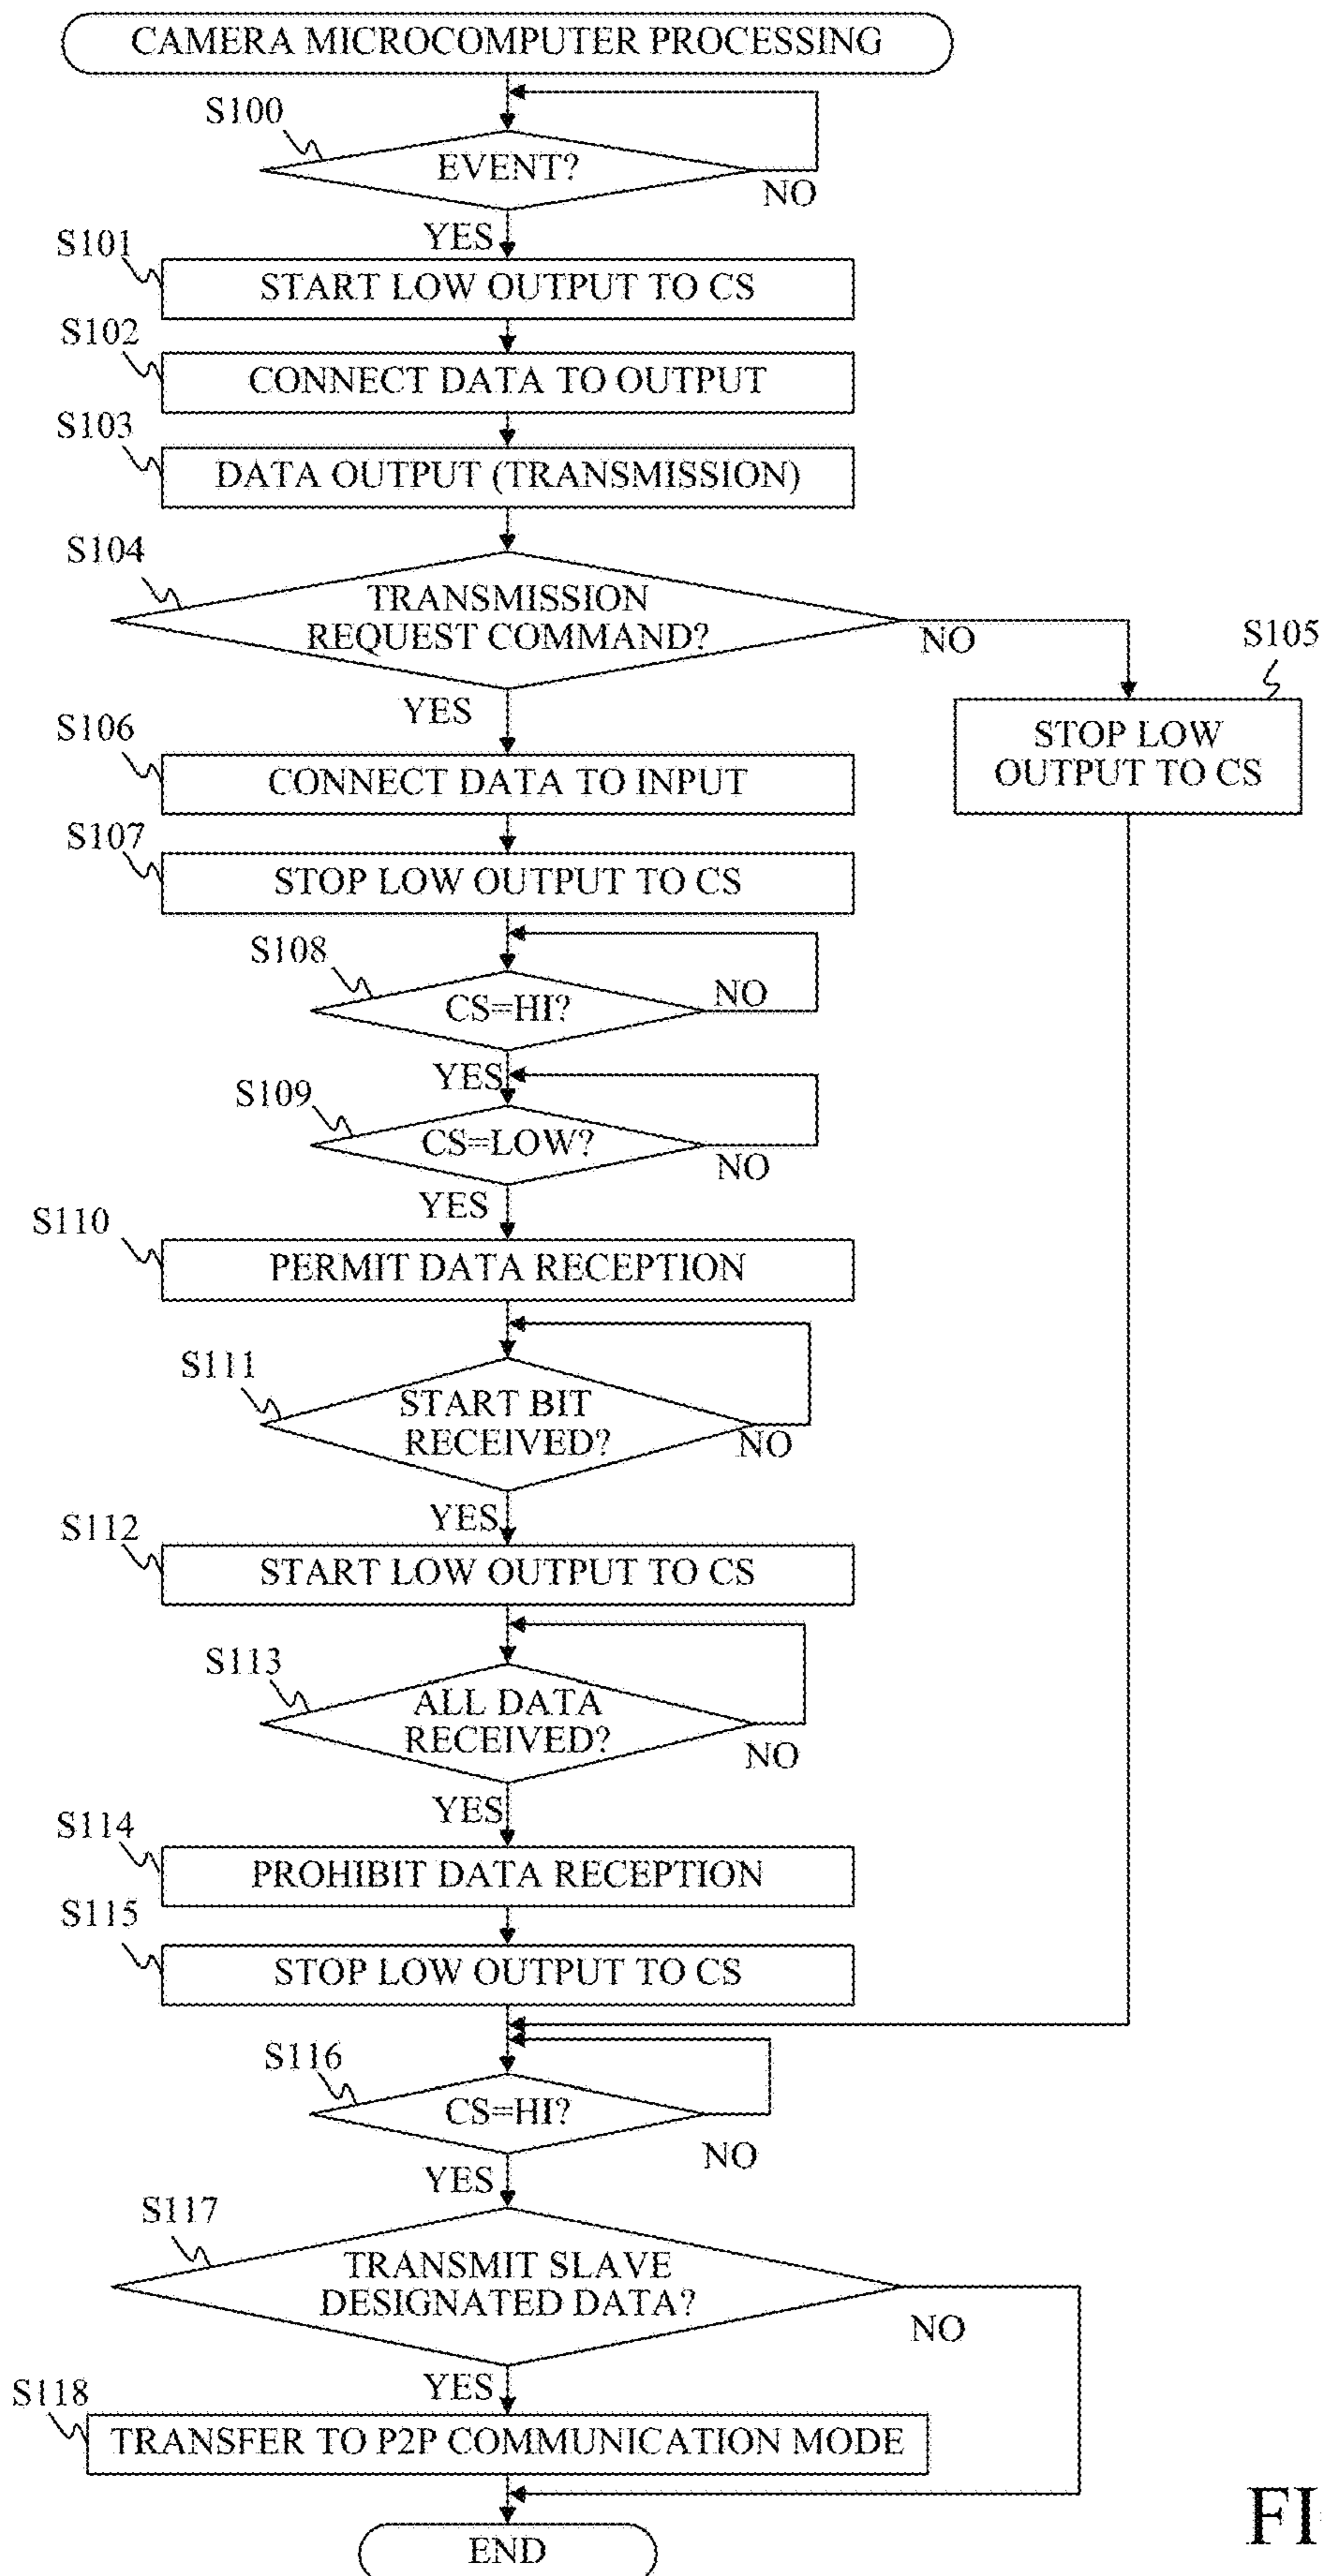 CAMERA MICROCOMPUTER PROCESSING
S100
EVENT?
NO
YES
S101
START LOW OUTPUT TO CS
S102
CONNECT DATA TO OUTPUT
S103
DATA OUTPUT (TRANSMISSION)
S104
TRANSMISSION
REQUEST COMMAND?
NO
S105
YES
STOP LOW
OUTPUT TO CS
S106
CONNECT DATA TO INPUT
S107
STOP LOW OUTPUT TO CS
S108
CS=HI?
NO
YES
S109
CS=LOW?
NO
YES
S110
PERMIT DATA RECEPTION
S111
START BIT
RECEIVED?
NO
YES
S112
START LOW OUTPUT TO CS
S113
ALL DATA
RECEIVED?
NO
YES
S114
PROHIBIT DATA RECEPTION
S115
STOP LOW OUTPUT TO CS
S116
CS=HI?
NO
YES
S117
TRANSMIT SLAVE
DESIGNATED DATA?
NO
YES
S118
TRANSFER TO P2P COMMUNICATION MODE
END